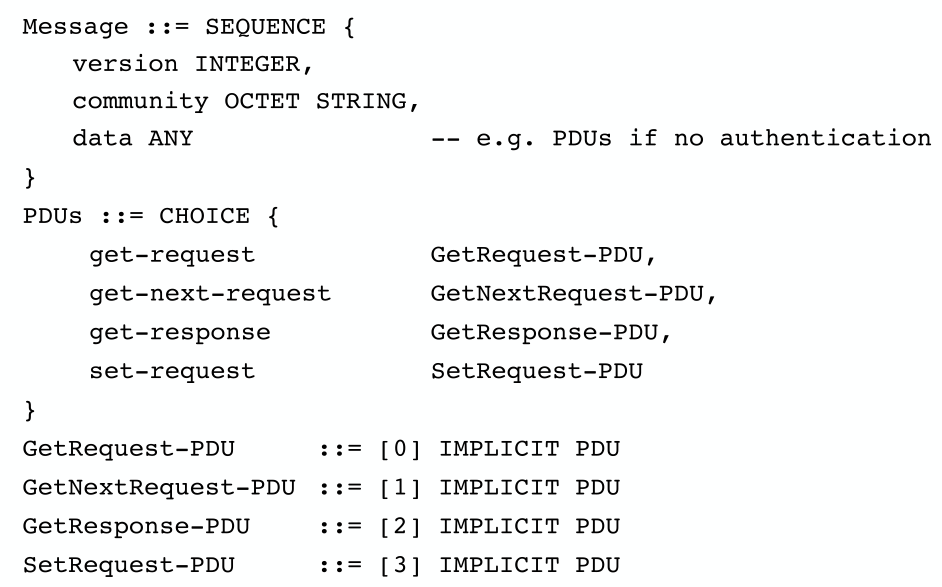 Message ::= SEQUENCE {
version INTEGER,
community OCTET STRING,
data ANY -- e.g. PDUs if no authentication
}
PDUs ::= CHOICE {
get-request GetRequest-PDU,
get-next-request GetNextRequest-PDU,
get-response GetResponse-PDU,
set-request SetRequest-PDU
}
GetRequest-PDU ::= [0] IMPLICIT PDU
GetNextRequest-PDU ::= [1] IMPLICIT PDU
GetResponse-PDU ::= [2] IMPLICIT PDU
SetRequest-PDU ::= [3] IMPLICIT PDU